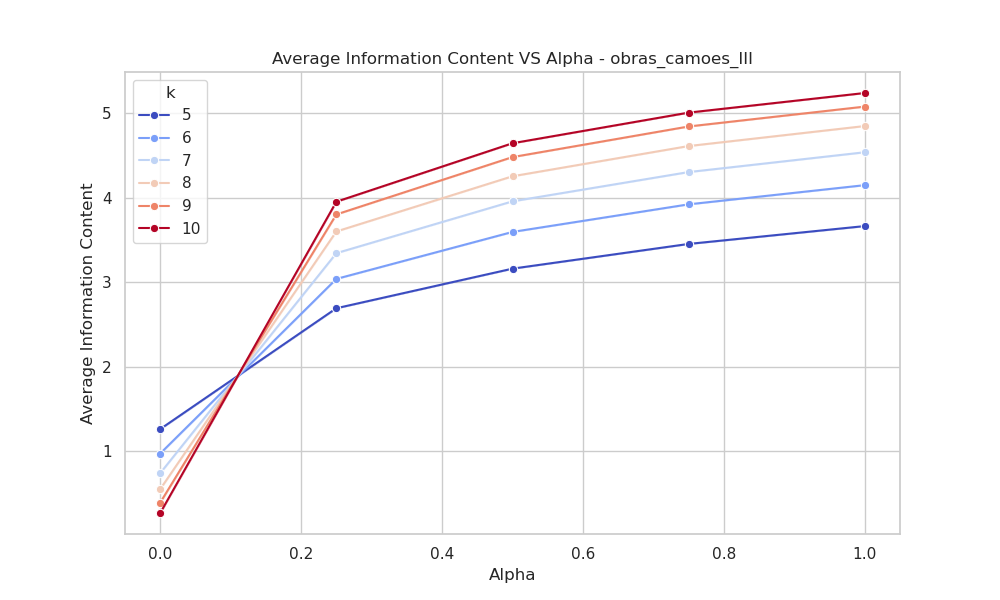 Average Information Content VS Alpha - obras_camoes_III
k
5
6
7
8
9
10
Average Information Content
5
4
3
2
1
0.0 0.2 0.4 0.6 0.8 1.0
Alpha